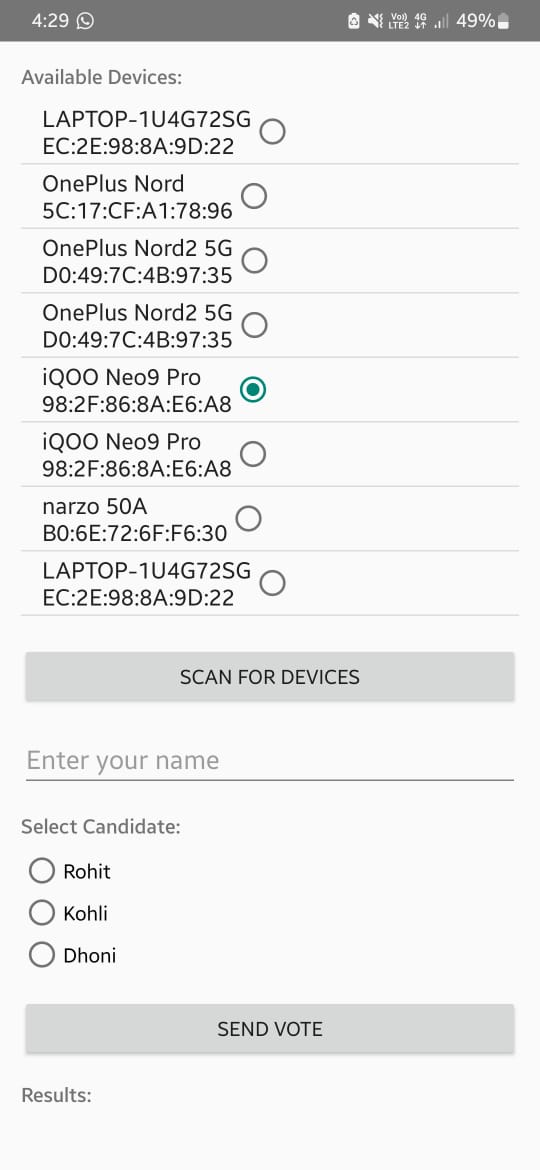 4:29
Vo) 4G
LTE2
49%
Available Devices:
LAPTOP-1U4G72SG
EC:2E:98:8A:9D:22
OnePlus Nord
5C:17:CF:A1:78:96
OnePlus Nord2 5G
D0:49:7C:4B:97:35
OnePlus Nord2 5G
D0:49:7C:4B:97:35
iQOO Neo9 Pro
98:2F:86:8A:E6:A8
iQOO Neo9 Pro
98:2F:86:8A:E6:A8
narzo 50A
B0:6E:72:6F:F6:30
LAPTOP-1U4G72SG
EC:2E:98:8A:9D:22
SCAN FOR DEVICES
Enter your name
Select Candidate:
Rohit
Kohli
Dhoni
SEND VOTE
Results: